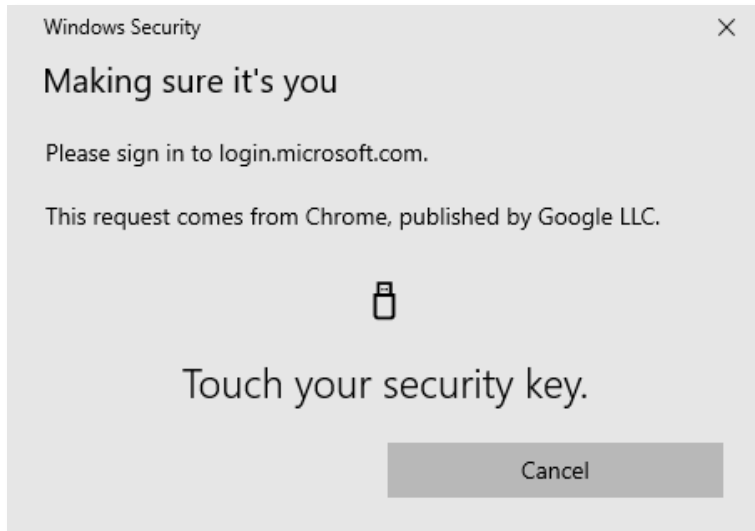 Windows Security
Making sure it's you
Please sign in to login.microsoft.com.
This request comes from Chrome, published by Google LLC.
Touch your security key.
Cancel